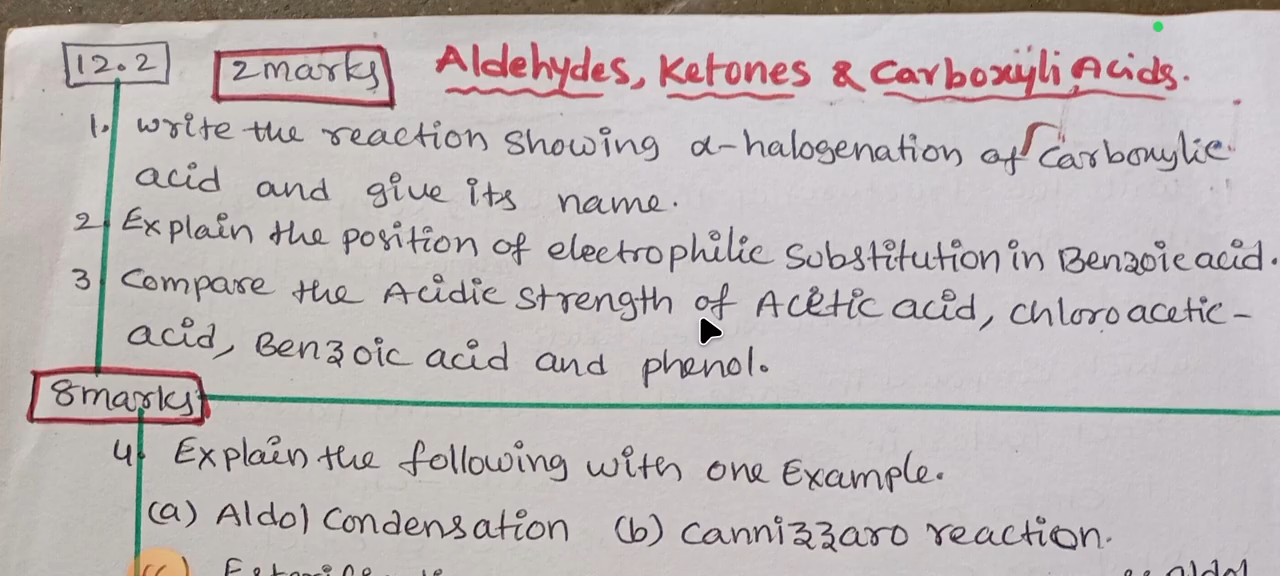 12.2 2marks Aldehydes, Ketones & Carboxyli Acids.
1. write the reaction showing α-halogenation of Carboxylic
acid and give its name.
2 Explain the position of electrophilic substitution in Benzoic acid.
3 Compare the Acidic strength of Acetic acid, chloroacetic-
acid, Benzoic acid and phenol.
8marks
4 Explain the following with one Example.
(a) Aldol Condensation (b) Cannizzaro reaction.